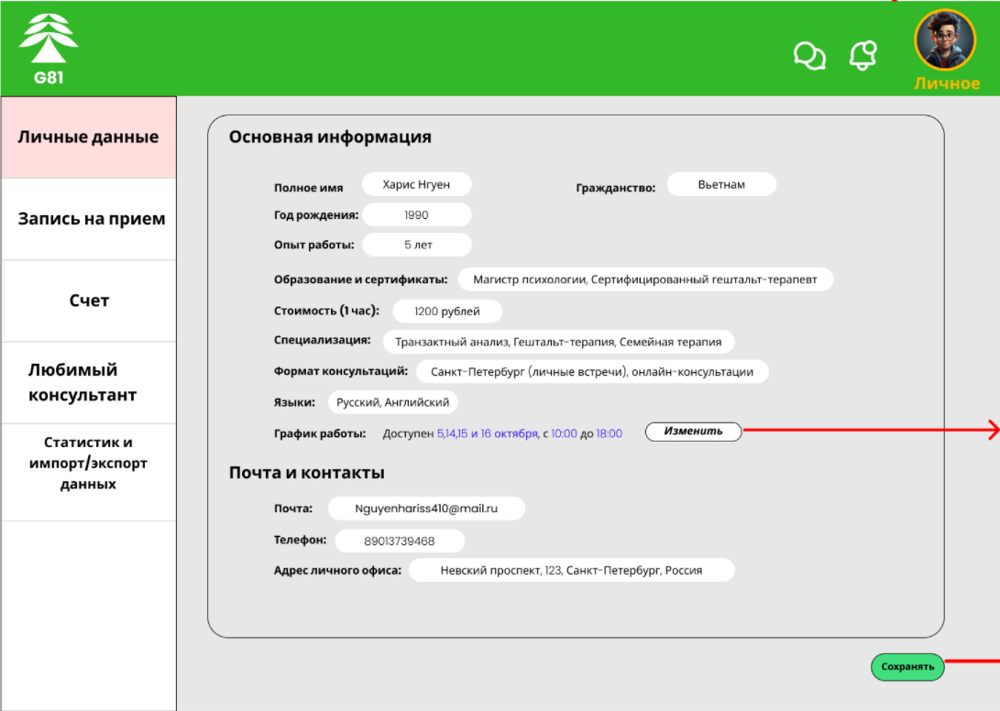 G81
Личное
Личные данные
Запись на прием
Счет
Любимый
консультант
Статистик и
импорт/экспорт
данных
Основная информация
Полное имя Харис Нгуен Гражданство: Вьетнам
Год рождения: 1990
Опыт работы: 5 лет
Образование и сертификаты: Магистр психологии, Сертифицированный гештальт-терапевт
Стоимость (1 час): 1200 рублей
Специализация: Транзактный анализ, Гештальт-терапия, Семейная терапия
Формат консультаций: Санкт-Петербург (личные встречи), онлайн-консультации
Языки: Русский, Английский
График работы: Доступен 5,14,15 и 16 октября, с 10:00 до 18:00 Изменить
Почта и контакты
Почта: Nguyenhariss410@mail.ru
Телефон: 89013739468
Адрес личного офиса: Невский проспект, 123, Санкт-Петербург, Россия
Сохранять